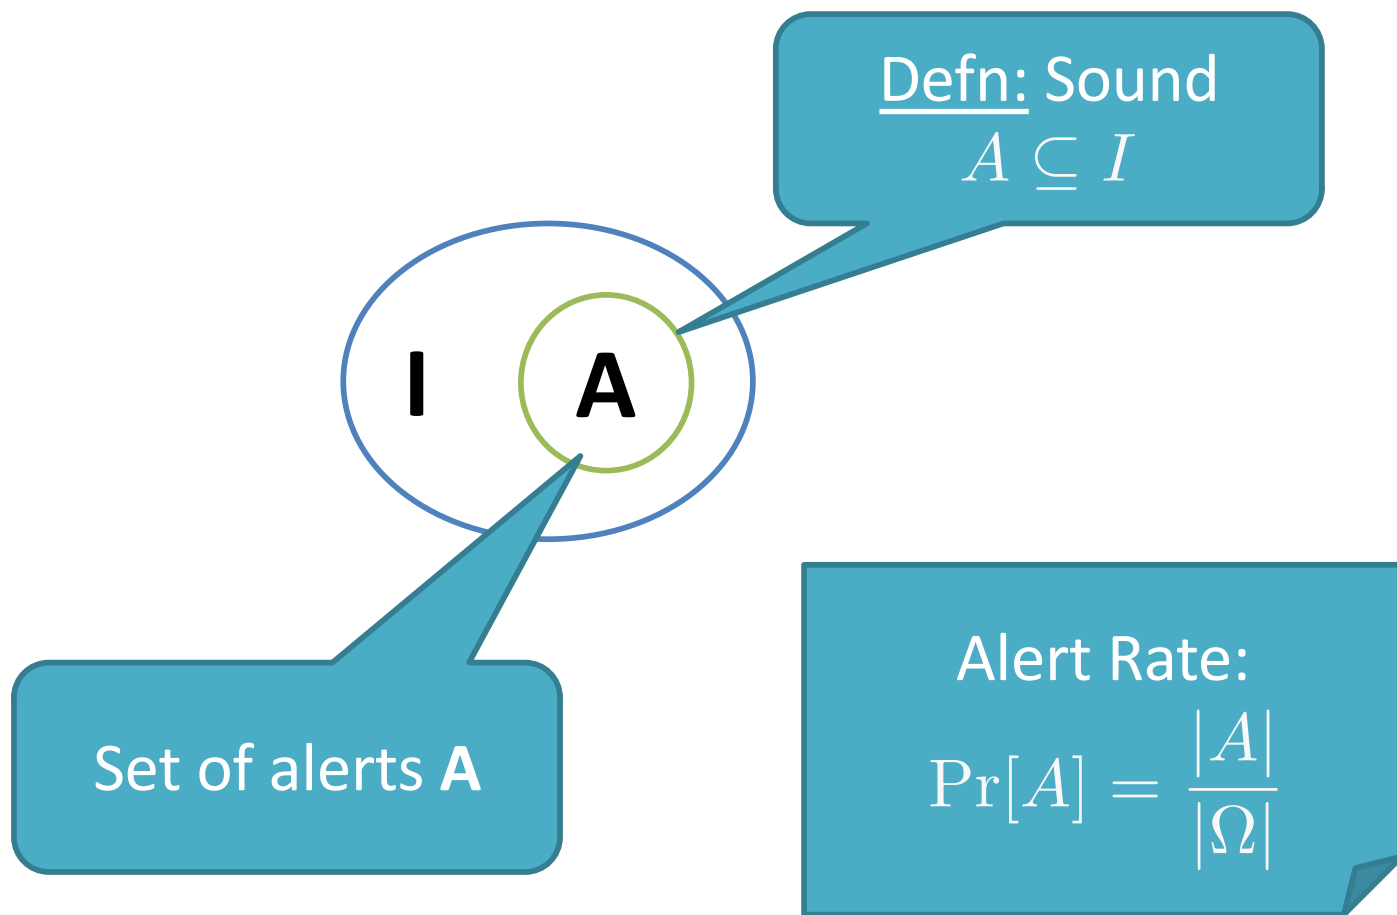 Defn: Sound
A ⊆ I
I A
Set of alerts A
Alert Rate:
Pr[A] = |A| / |Ω|